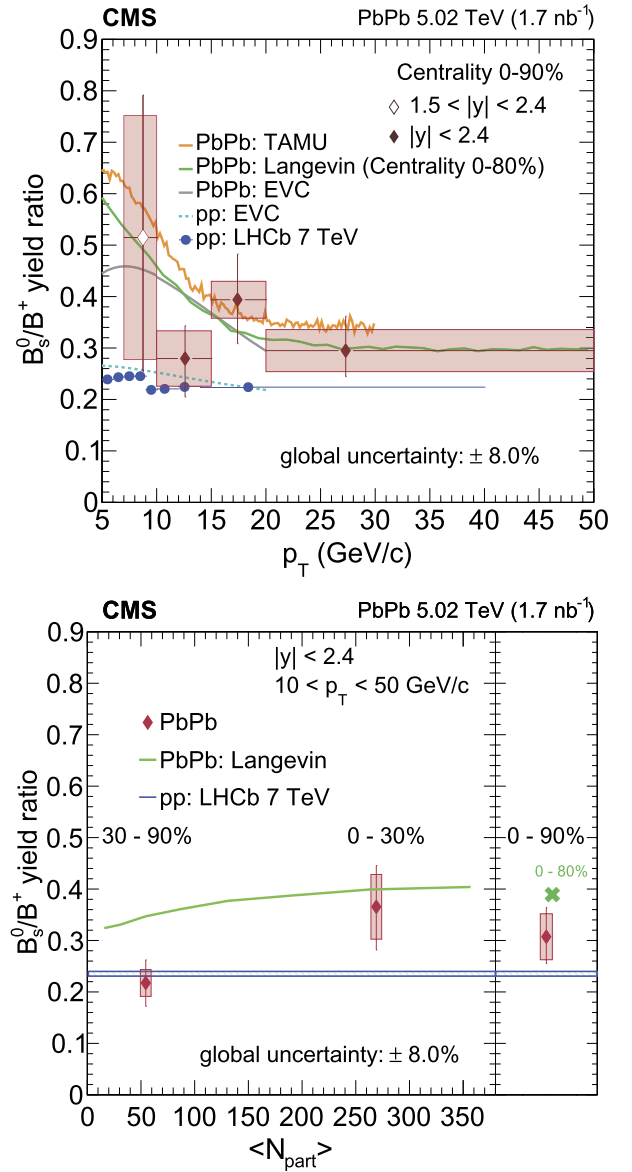 CMS PbPb 5.02 TeV (1.7 nb⁻¹)
0.9
Centrality 0-90%
0.8
1.5 < |y| < 2.4
|y| < 2.4
0.7
PbPb: TAMU
PbPb: Langevin (Centrality 0-80%)
0.6
PbPb: EVC
pp: EVC
0.5
pp: LHCb 7 TeV
B_s^0/B^+ yield ratio
0.4
0.3
0.2
0.1
global uncertainty: ± 8.0%
0
5 10 15 20 25 30 35 40 45 50
p_T (GeV/c)
CMS PbPb 5.02 TeV (1.7 nb⁻¹)
0.9
|y| < 2.4
10 < p_T < 50 GeV/c
0.8
0.7
PbPb
PbPb: Langevin
0.6
pp: LHCb 7 TeV
0.5
30 - 90% 0 - 30% 0 - 90%
0 - 80%
B_s^0/B^+ yield ratio
0.4
0.3
0.2
0.1
global uncertainty: ± 8.0%
0
0 50 100 150 200 250 300 350
<N_part>